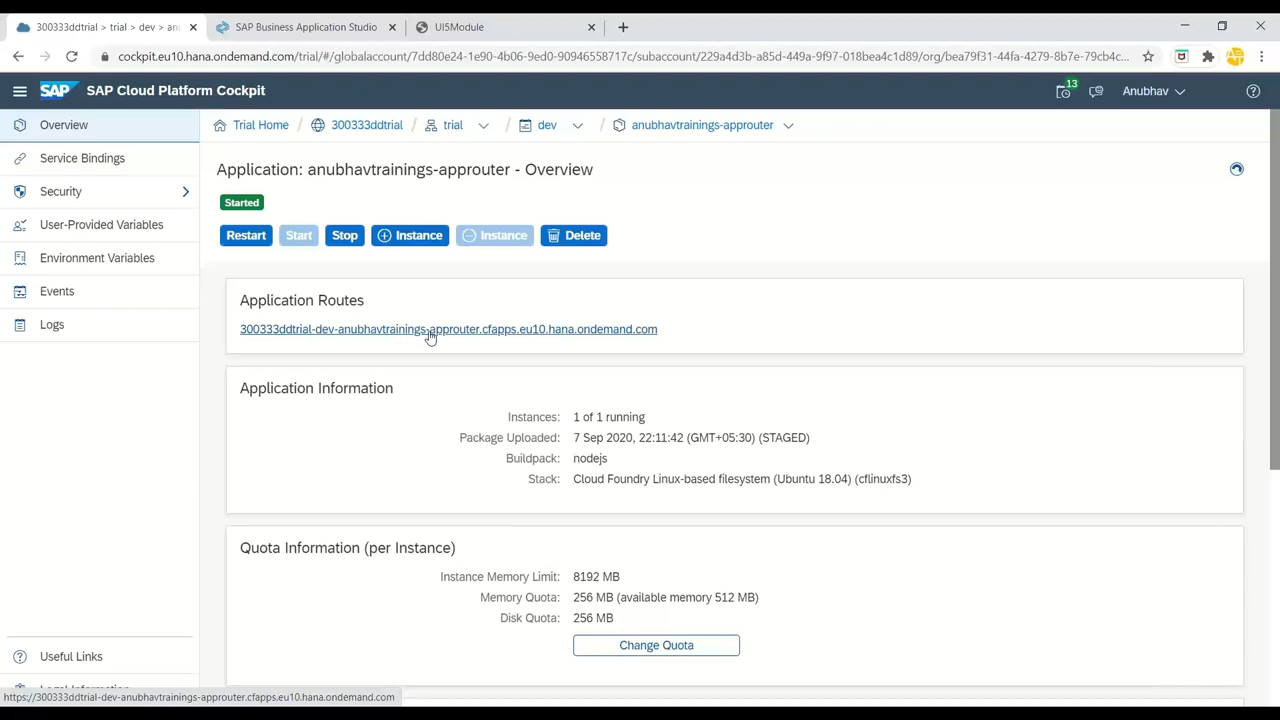 300333ddtrial > trial > dev > an
SAP Business Application Studio
UI5Module
cockpit.eu10.hana.ondemand.com/trial/#/globalaccount/7dd80e24-1e90-4b06-9ed0-90946558717c/subaccount/229a4d3b-a85d-449a-9f97-018bea4c1d89/org/bea79f31-44fa-4279-8b7e-79cb4c...
SAP SAP Cloud Platform Cockpit
13
Anubhav
Overview
Service Bindings
Security
User-Provided Variables
Environment Variables
Events
Logs
Useful Links
Trial Home / 300333ddtrial / trial / dev / anubhavtrainings-approuter
Application: anubhavtrainings-approuter - Overview
Started
Restart Start Stop Instance Instance Delete
Application Routes
300333ddtrial-dev-anubhavtrainings-approuter.cfapps.eu10.hana.ondemand.com
Application Information
Instances: 1 of 1 running
Package Uploaded: 7 Sep 2020, 22:11:42 (GMT+05:30) (STAGED)
Buildpack: nodejs
Stack: Cloud Foundry Linux-based filesystem (Ubuntu 18.04) (cflinuxfs3)
Quota Information (per Instance)
Instance Memory Limit: 8192 MB
Memory Quota: 256 MB (available memory 512 MB)
Disk Quota: 256 MB
Change Quota
https://300333ddtrial-dev-anubhavtrainings-approuter.cfapps.eu10.hana.ondemand.com